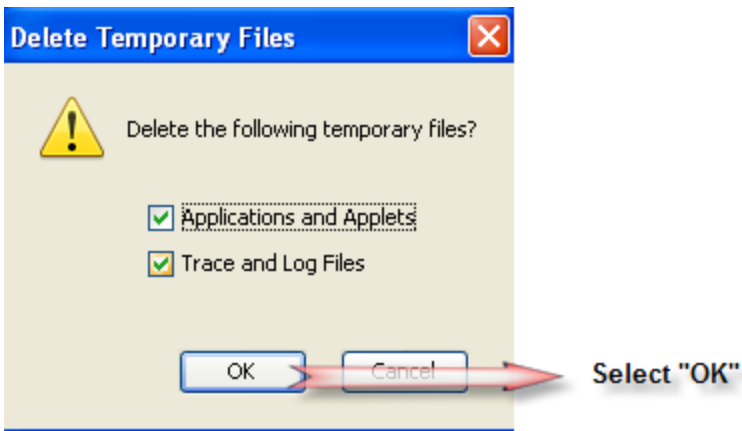 Delete Temporary Files
Delete the following temporary files?
Applications and Applets
Trace and Log Files
OK
Cancel
Select "OK"